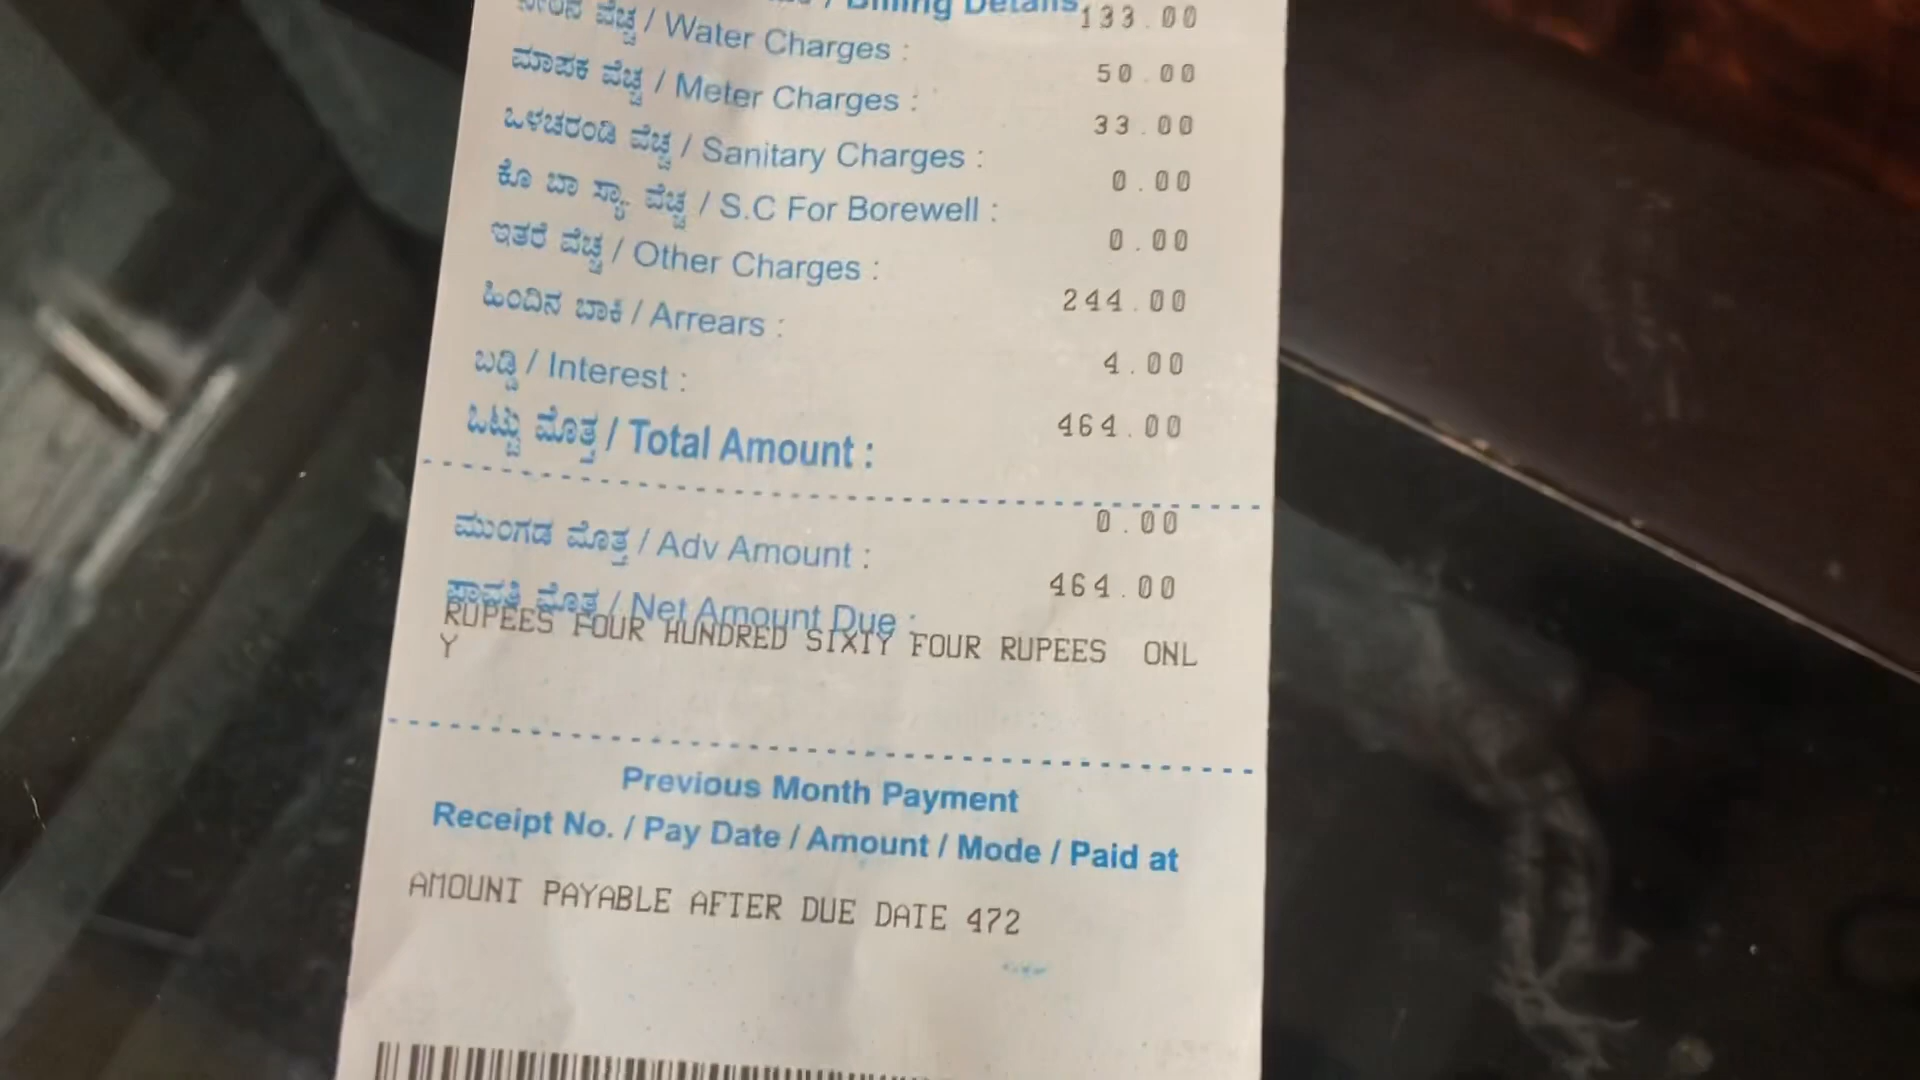 / Billing Details
ನೀರಿನ ವೆಚ್ಚ / Water Charges : 133.00
ಮಾಪಕ ವೆಚ್ಚ / Meter Charges : 50.00
ಒಳಚರಂಡಿ ವೆಚ್ಚ / Sanitary Charges : 33.00
ಕೊ ಬಾ ಸ್ಯಾ. ವೆಚ್ಚ / S.C For Borewell : 0.00
ಇತರೆ ವೆಚ್ಚ / Other Charges : 0.00
ಹಿಂದಿನ ಬಾಕಿ / Arrears : 244.00
ಬಡ್ಡಿ / Interest : 4.00
ಒಟ್ಟು ಮೊತ್ತ / Total Amount : 464.00
ಮುಂಗಡ ಮೊತ್ತ / Adv Amount : 0.00
ಪಾವತಿ ಮೊತ್ತ / Net Amount Due : 464.00
RUPEES FOUR HUNDRED SIXTY FOUR RUPEES ONL
Y
Previous Month Payment
Receipt No. / Pay Date / Amount / Mode / Paid at
AMOUNT PAYABLE AFTER DUE DATE 472